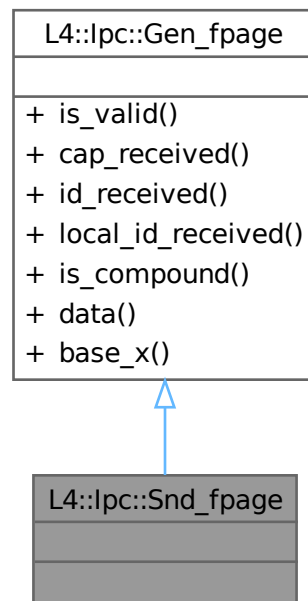 L4::Ipc::Gen_fpage
+ is_valid()
+ cap_received()
+ id_received()
+ local_id_received()
+ is_compound()
+ data()
+ base_x()
L4::Ipc::Snd_fpage